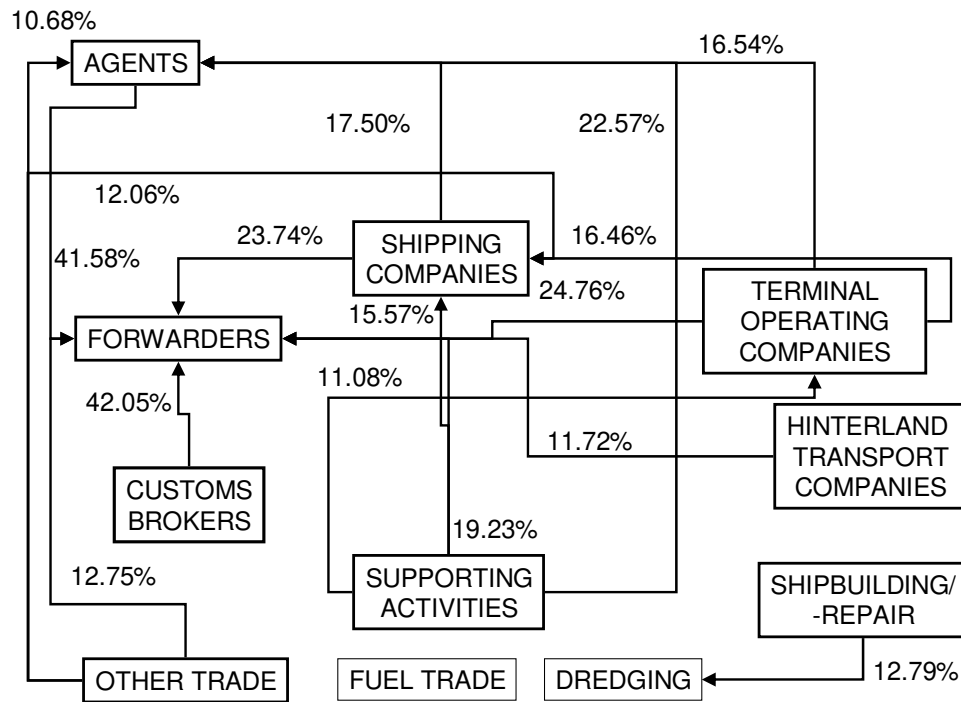 10.68%
16.54%
AGENTS
17.50%
22.57%
12.06%
23.74%
SHIPPING
COMPANIES
16.46%
41.58%
24.76%
TERMINAL
OPERATING
COMPANIES
15.57%
FORWARDERS
11.08%
42.05%
11.72%
HINTERLAND
TRANSPORT
COMPANIES
CUSTOMS
BROKERS
19.23%
12.75%
SUPPORTING
ACTIVITIES
SHIPBUILDING/
-REPAIR
OTHER TRADE
FUEL TRADE
DREDGING
12.79%